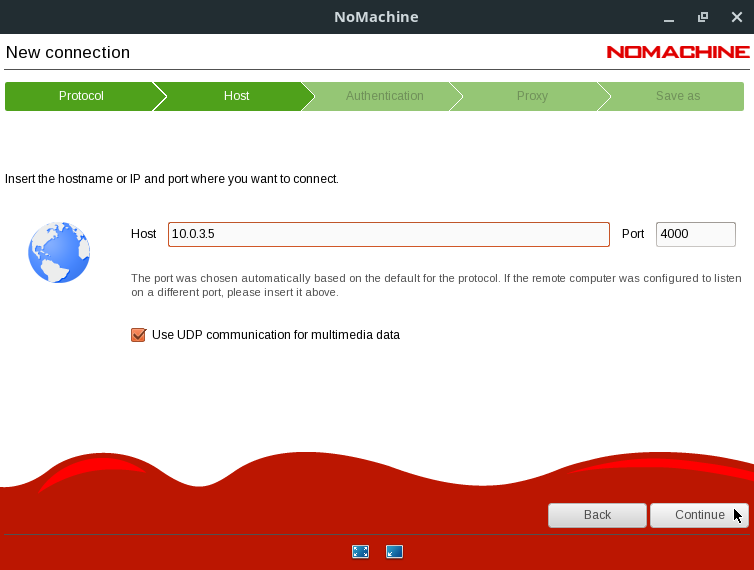 NoMachine
New connection
NOMACHINE
Protocol
Host
Authentication
Proxy
Save as
Insert the hostname or IP and port where you want to connect.
Host 10.0.3.5 Port 4000
The port was chosen automatically based on the default for the protocol. If the remote computer was configured to listen
on a different port, please insert it above.
Use UDP communication for multimedia data
Back
Continue